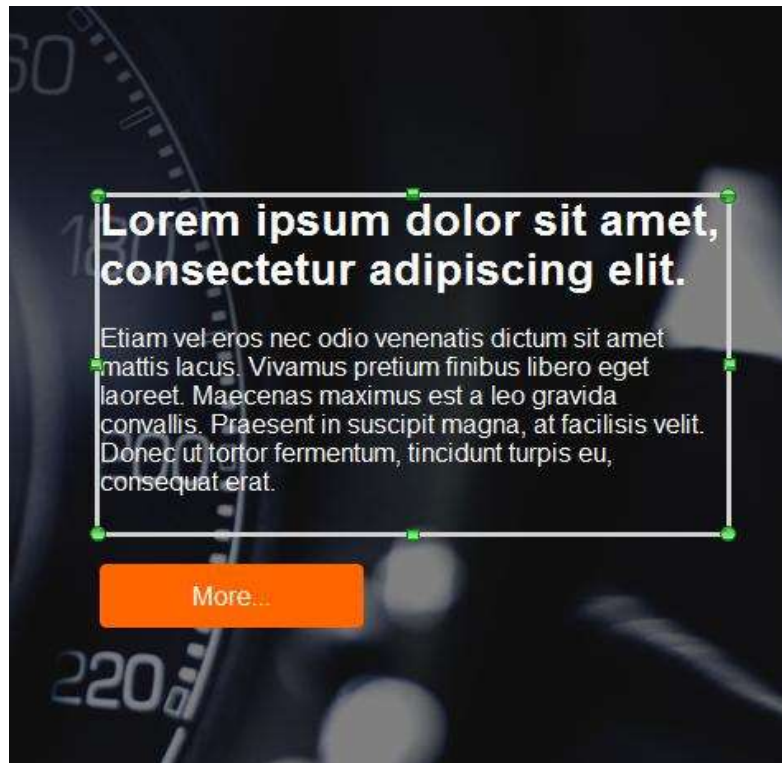 60
180
Lorem ipsum dolor sit amet,
consectetur adipiscing elit.
Etiam vel eros nec odio venenatis dictum sit amet
mattis lacus. Vivamus pretium finibus libero eget
laoreet. Maecenas maximus est a leo gravida
convallis. Praesent in suscipit magna, at facilisis velit.
Donec ut tortor fermentum, tincidunt turpis eu,
200
consequat erat.
More...
220